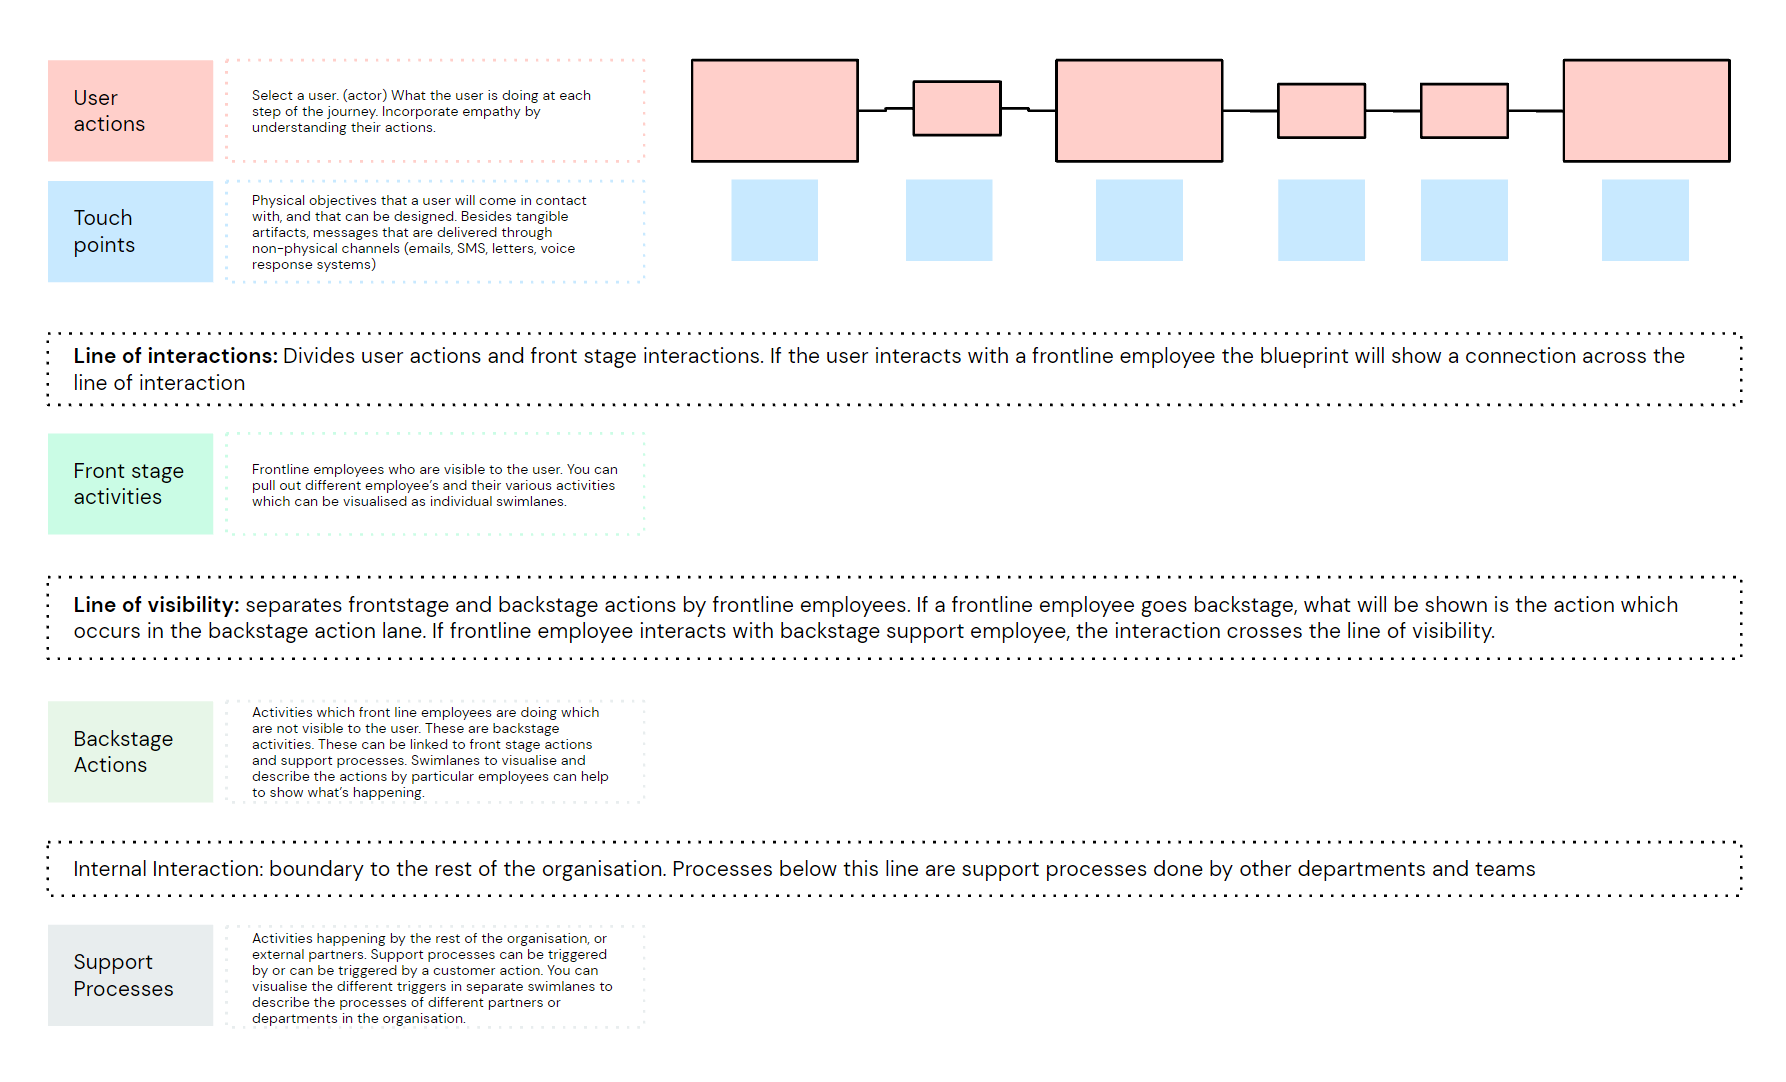 User
actions
Select a user. (actor) What the user is doing at each
step of the journey. Incorporate empathy by
understanding their actions.
Touch
points
Physical objectives that a user will come in contact
with, and that can be designed. Besides tangible
artifacts, messages that are delivered through
non-physical channels (emails, SMS, letters, voice
response systems)
Line of interactions: Divides user actions and front stage interactions. If the user interacts with a frontline employee the blueprint will show a connection across the
line of interaction
Front stage
activities
Frontline employees who are visible to the user. You can
pull out different employee's and their various activities
which can be visualised as individual swimlanes.
Line of visibility: separates frontstage and backstage actions by frontline employees. If a frontline employee goes backstage, what will be shown is the action which
occurs in the backstage action lane. If frontline employee interacts with backstage support employee, the interaction crosses the line of visibility.
Backstage
Actions
Activities which front line employees are doing which
are not visible to the user. These are backstage
activities. These can be linked to front stage actions
and support processes. Swimlanes to visualise and
describe the actions by particular employees can help
to show what's happening.
Internal Interaction: boundary to the rest of the organisation. Processes below this line are support processes done by other departments and teams
Support
Processes
Activities happening by the rest of the organisation, or
external partners. Support processes can be triggered
by or can be triggered by a customer action. You can
visualise the different triggers in separate swimlanes to
describe the processes of different partners or
departments in the organisation.